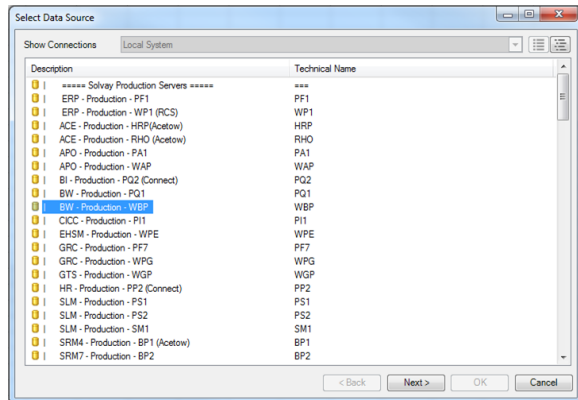 Select Data Source
Show Connections Local System
Description Technical Name
===== Solvay Production Servers ===== ===
ERP - Production - PF1 PF1
ERP - Production - WP1 (RCS) WP1
ACE - Production - HRP(Acetow) HRP
ACE - Production - RHO (Acetow) RHO
APO - Production - PA1 PA1
APO - Production - WAP WAP
BI - Production - PQ2 (Connect) PQ2
BW - Production - PQ1 PQ1
BW - Production - WBP WBP
CICC - Production - PI1 PI1
EHSM - Production - WPE WPE
GRC - Production - PF7 PF7
GRC - Production - WPG WPG
GTS - Production - WGP WGP
HR - Production - PP2 (Connect) PP2
SLM - Production - PS1 PS1
SLM - Production - PS2 PS2
SLM - Production - SM1 SM1
SRM4 - Production - BP1 (Acetow) BP1
SRM7 - Production - BP2 BP2
< Back Next > OK Cancel